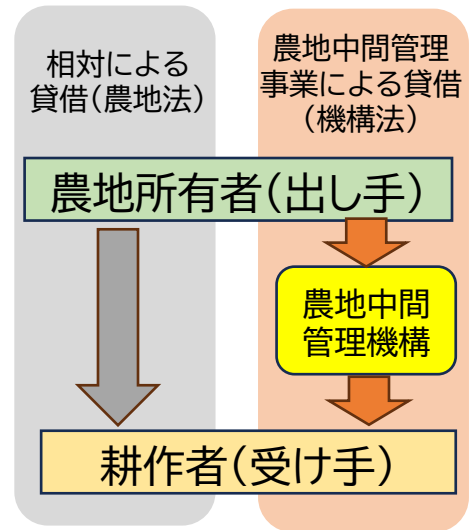 相対による
貸借(農地法)
農地中間管理
事業による貸借
(機構法)
農地所有者(出し手)
農地中間
管理機構
耕作者(受け手)